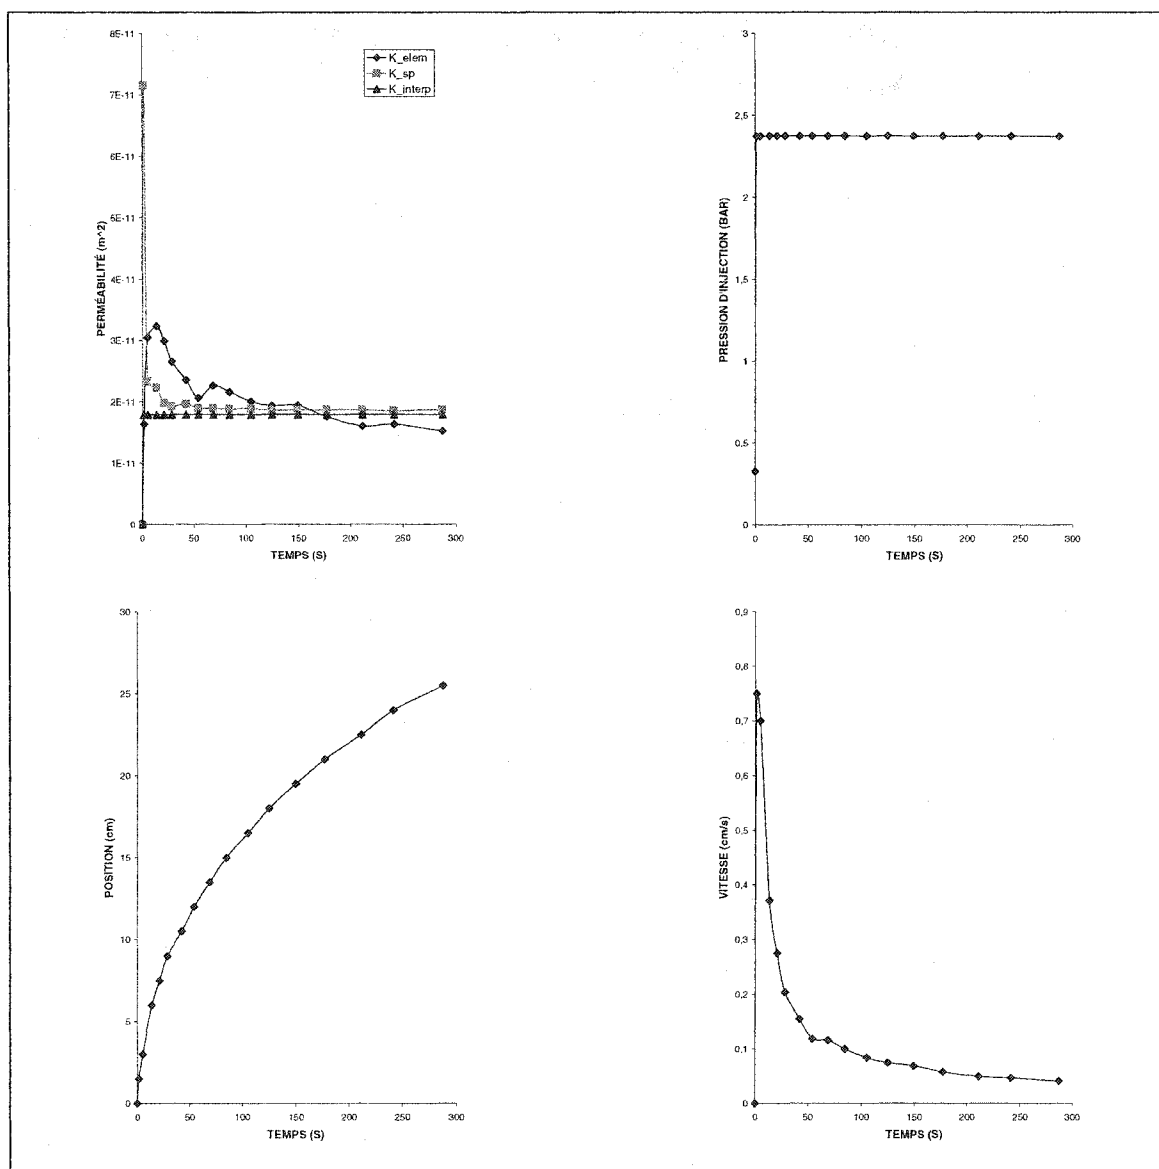 8E-11
7E-11
6E-11
5E-11
4E-11
3E-11
2E-11
1E-11
0
PERMÉABILITÉ (m^2)
K_elem
K_sp
K_interp
0 50 100 150 200 250 300
TEMPS (S)
3
2,5
2
1,5
1
0,5
0
PRESSION D'INJECTION (BAR)
0 50 100 150 200 250 300
TEMPS (S)
30
25
20
15
10
5
0
POSITION (cm)
0 50 100 150 200 250 300
TEMPS (S)
0,9
0,8
0,7
0,6
0,5
0,4
0,3
0,2
0,1
0
VITESSE (cm/s)
0 50 100 150 200 250 300
TEMPS (S)